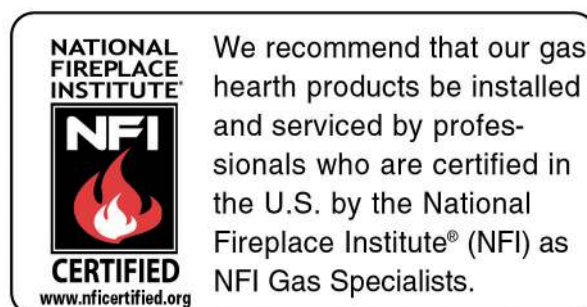 NATIONAL
FIREPLACE
INSTITUTE®
NFI
CERTIFIED
www.nficertified.org
We recommend that our gas
hearth products be installed
and serviced by profes-
sionals who are certified in
the U.S. by the National
Fireplace Institute® (NFI) as
NFI Gas Specialists.